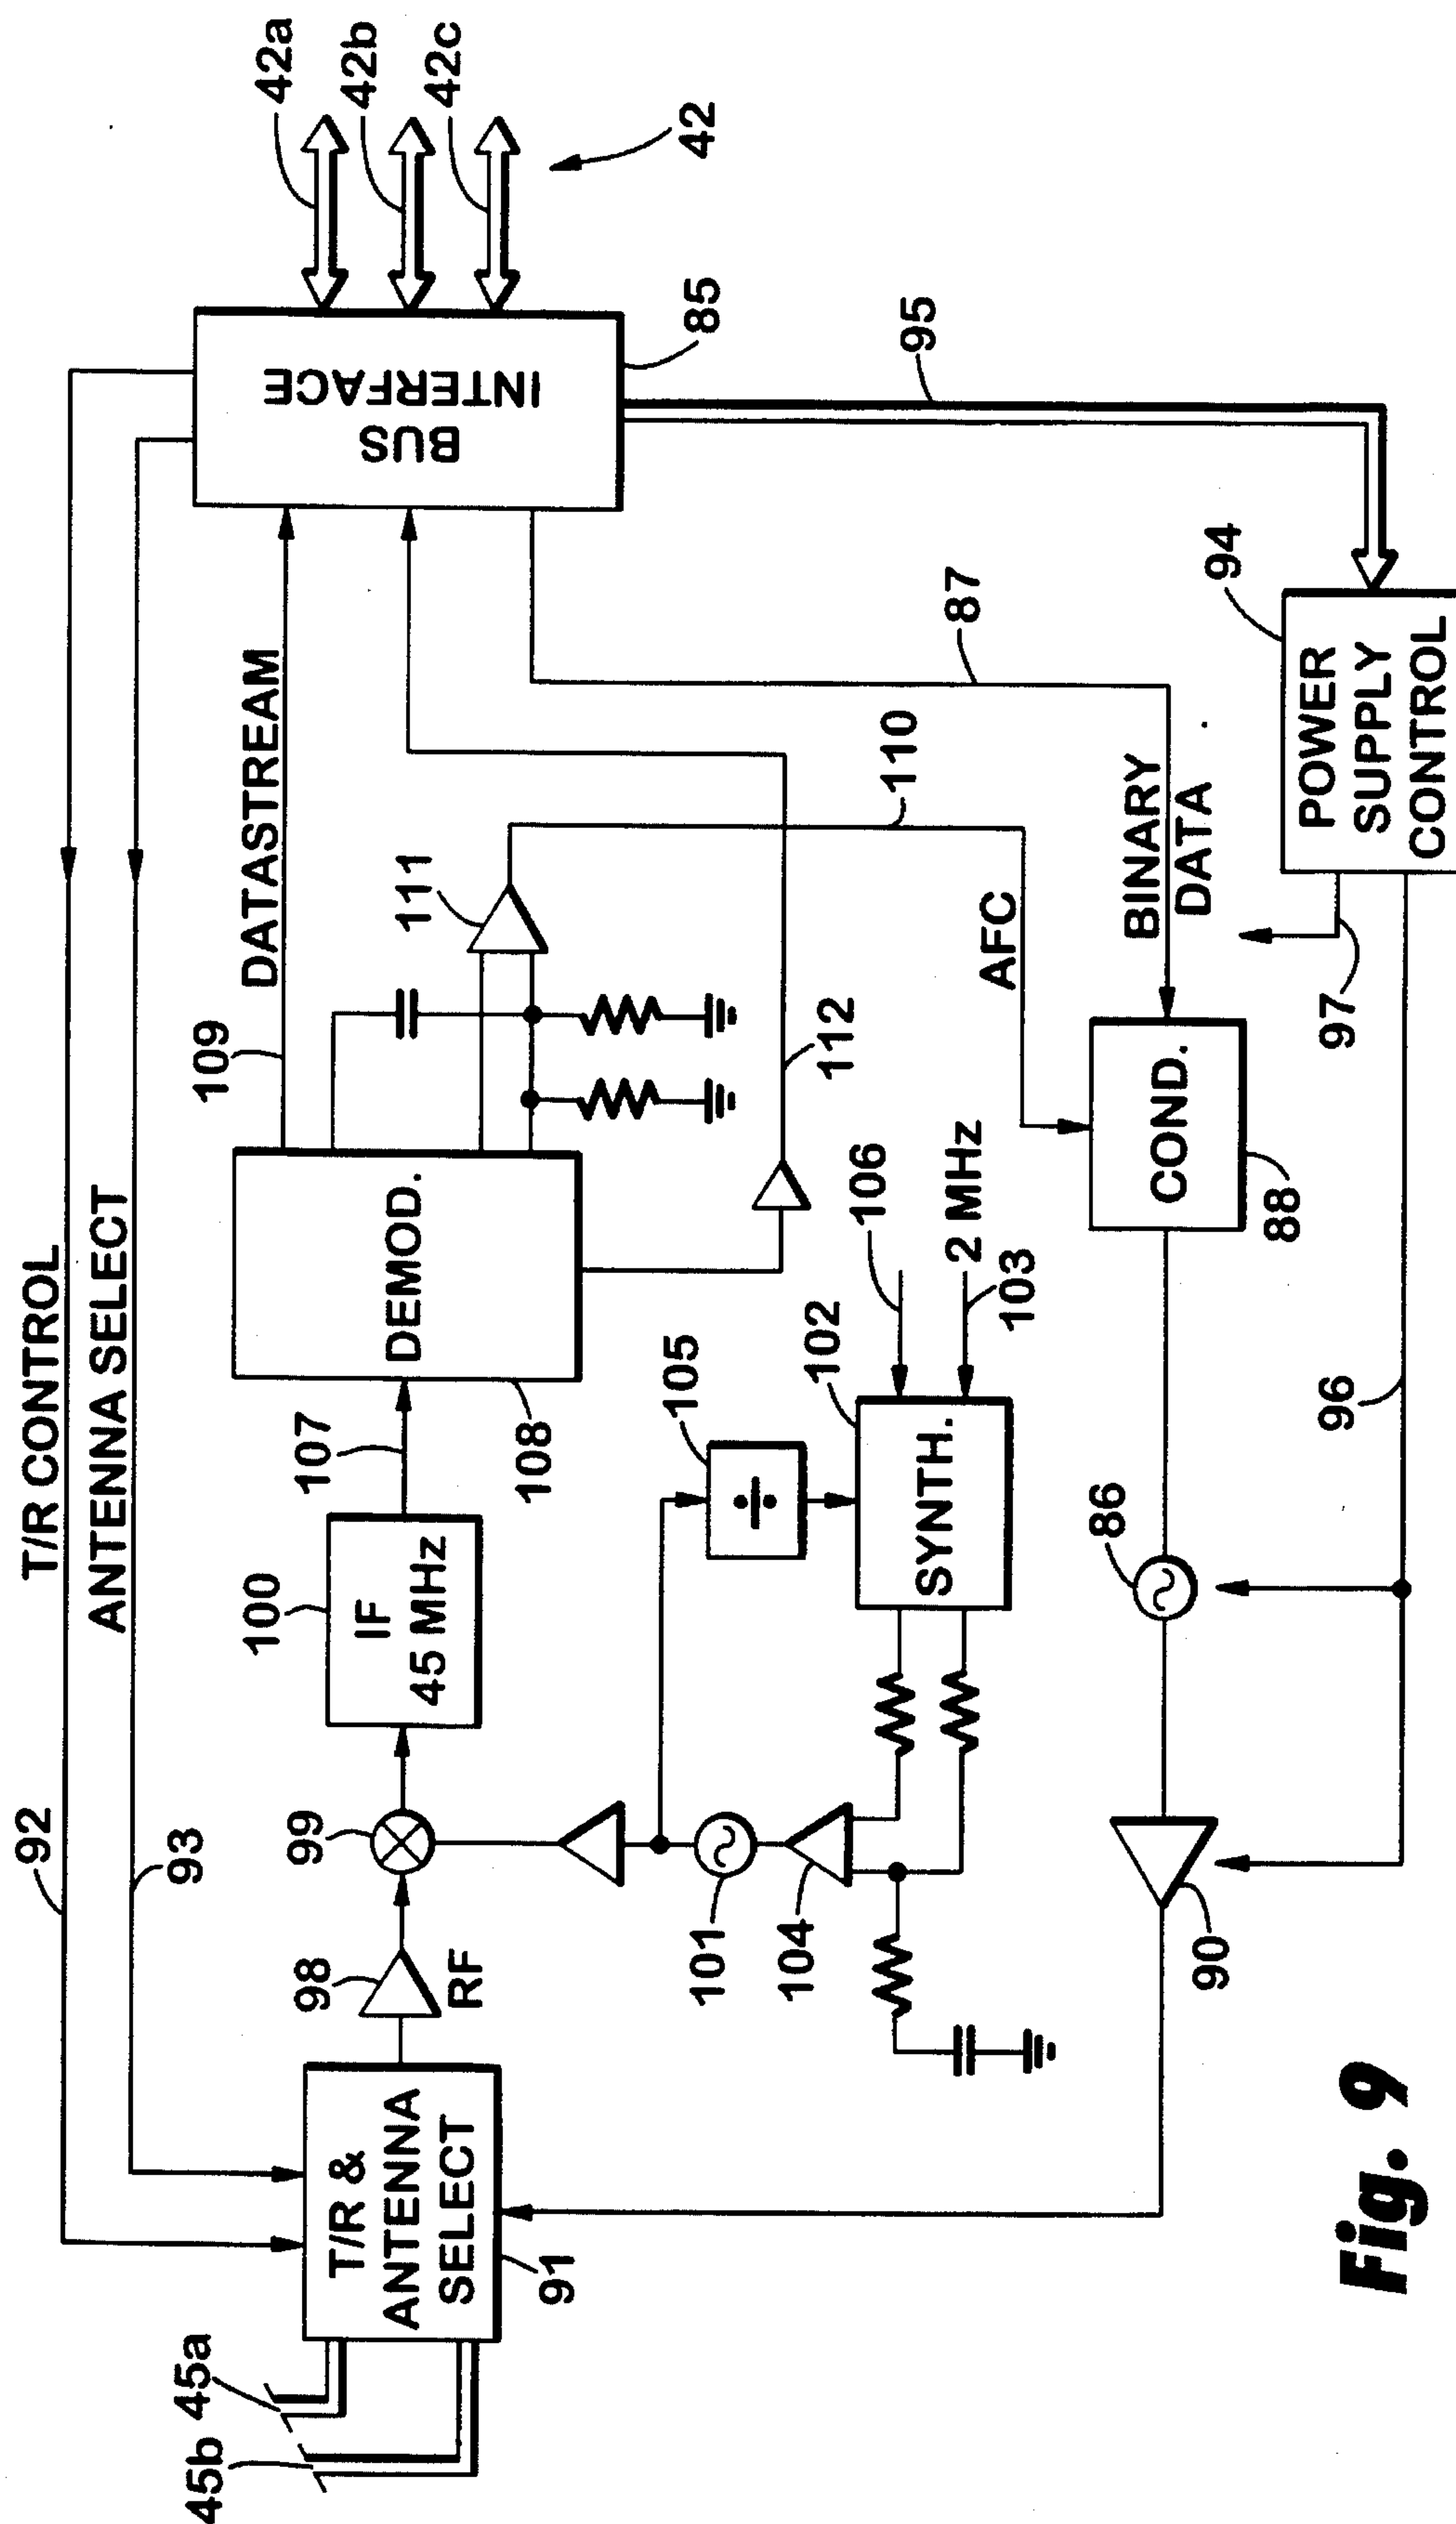 T/R CONTROL
92
ANTENNA SELECT
93
45a
45b
T/R &
ANTENNA
SELECT
91
98
RF
99
100
IF
45 MHz
107
DEMOD.
108
109
DATASTREAM
111
112
110
AFC
BUS
INTERFACE
85
42a
42b
42c
42
95
87
BINARY
DATA
101
104
105
÷
102
SYNTH.
106
2 MHz
103
COND.
88
86
90
96
97
94
POWER
SUPPLY
CONTROL
Fig. 9